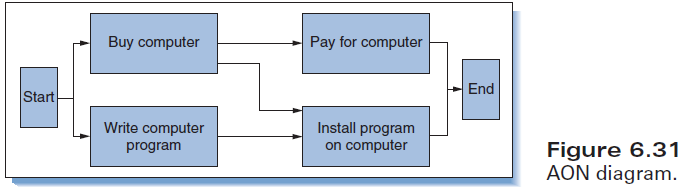 Buy computer
Pay for computer
Start
End
Write computer
program
Install program
on computer
Figure 6.31
AON diagram.